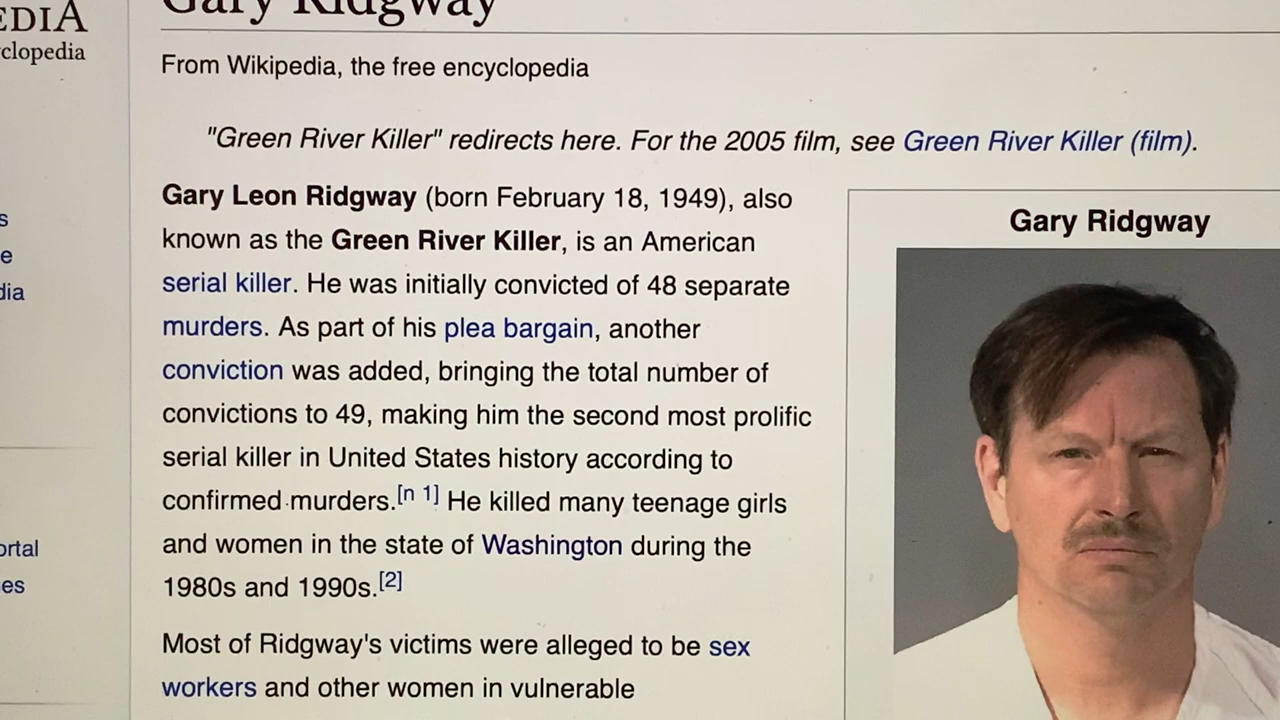 EDIA
clopedia
Gary Ridgway
From Wikipedia, the free encyclopedia
"Green River Killer" redirects here. For the 2005 film, see Green River Killer (film).
Gary Leon Ridgway (born February 18, 1949), also
known as the Green River Killer, is an American
serial killer. He was initially convicted of 48 separate
murders. As part of his plea bargain, another
conviction was added, bringing the total number of
convictions to 49, making him the second most prolific
serial killer in United States history according to
confirmed murders.[n 1] He killed many teenage girls
and women in the state of Washington during the
1980s and 1990s.[2]
Most of Ridgway's victims were alleged to be sex
workers and other women in vulnerable
Gary Ridgway
s
e
dia
ortal
es